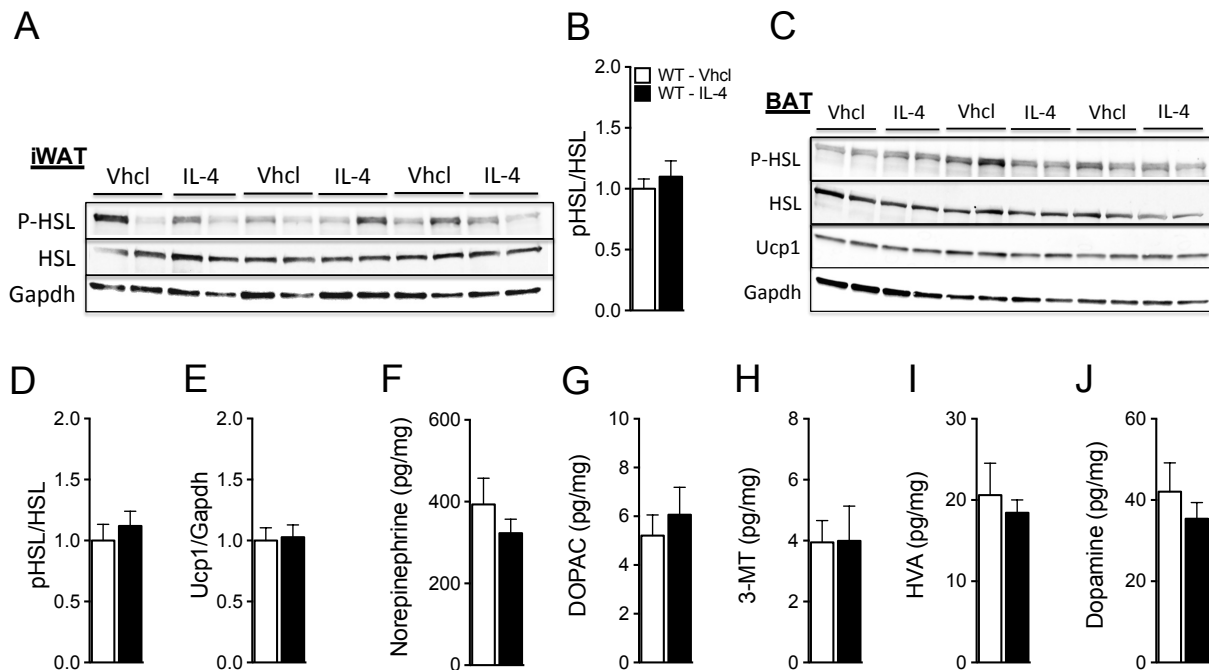 A
iWAT
Vhcl IL-4 Vhcl IL-4 Vhcl IL-4
P-HSL
HSL
Gapdh
B
pHSL/HSL
2.0
1.5
1.0
0.5
0.0
WT - Vhcl
WT - IL-4
C
BAT
Vhcl IL-4 Vhcl IL-4 Vhcl IL-4
P-HSL
HSL
Ucp1
Gapdh
D
pHSL/HSL
2.0
1.5
1.0
0.5
0.0
E
Ucp1/Gapdh
2.0
1.5
1.0
0.5
0.0
F
Norepinephrine (pg/mg)
600
400
200
0
G
DOPAC (pg/mg)
10
8
6
4
2
0
H
3-MT (pg/mg)
8
6
4
2
0
I
HVA (pg/mg)
30
20
10
0
J
Dopamine (pg/mg)
60
40
20
0